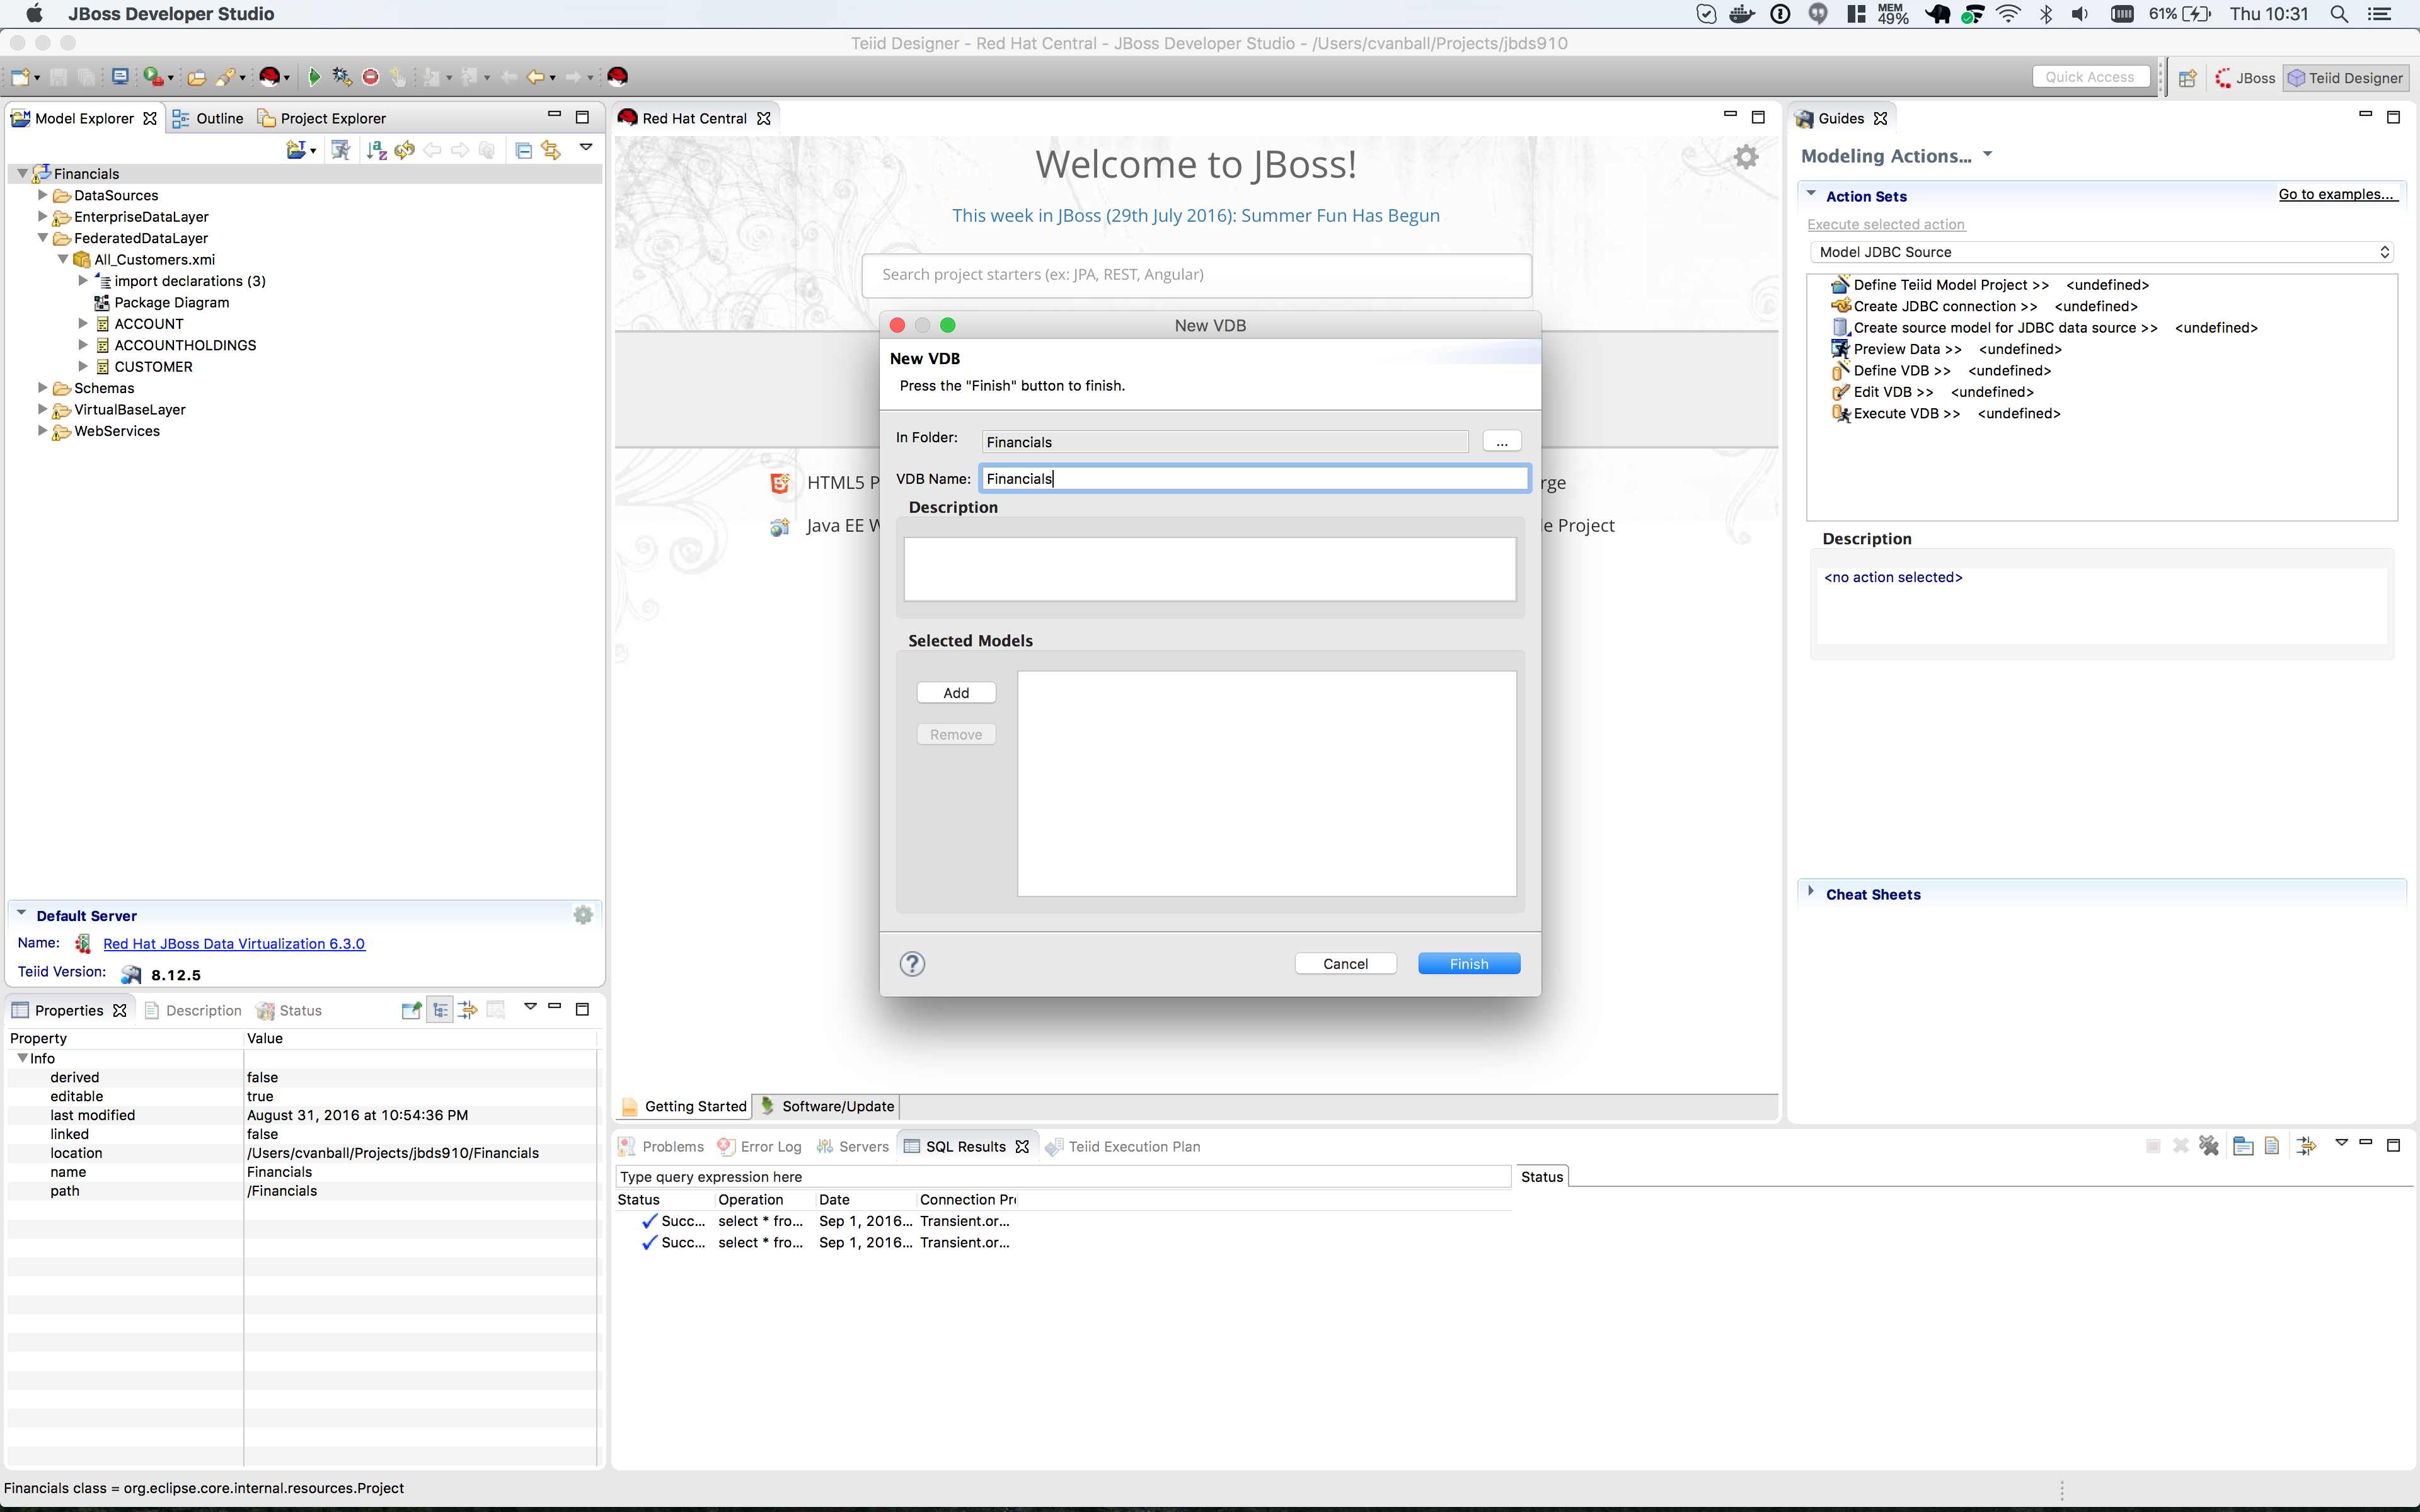 JBoss Developer Studio
MEM
49%
61%
Thu 10:31
Teiid Designer - Red Hat Central - JBoss Developer Studio - /Users/cvanball/Projects/jbds910
Quick Access
JBoss
Teiid Designer
Model Explorer
Outline
Project Explorer
Financials
DataSources
EnterpriseDataLayer
FederatedDataLayer
All_Customers.xmi
import declarations (3)
Package Diagram
ACCOUNT
ACCOUNTHOLDINGS
CUSTOMER
Schemas
VirtualBaseLayer
WebServices
Default Server
Name:
Red Hat JBoss Data Virtualization 6.3.0
Teiid Version:
8.12.5
Properties
Description
Status
Property Value
Info
derived false
editable true
last modified August 31, 2016 at 10:54:36 PM
linked false
location /Users/cvanball/Projects/jbds910/Financials
name Financials
path /Financials
Red Hat Central
Welcome to JBoss!
This week in JBoss (29th July 2016): Summer Fun Has Begun
Search project starters (ex: JPA, REST, Angular)
HTML5 P
rge
Java EE W
e Project
New VDB
New VDB
Press the "Finish" button to finish.
In Folder:
Financials
...
VDB Name:
Financials
Description
Selected Models
Add
Remove
?
Cancel
Finish
Getting Started
Software/Update
Problems
Error Log
Servers
SQL Results
Teiid Execution Plan
Type query expression here
Status
Status Operation Date Connection Pr
Succ... select * fro... Sep 1, 2016... Transient.or...
Succ... select * fro... Sep 1, 2016... Transient.or...
Guides
Modeling Actions...
Action Sets
Go to examples...
Execute selected action
Model JDBC Source
Define Teiid Model Project >> <undefined>
Create JDBC connection >> <undefined>
Create source model for JDBC data source >> <undefined>
Preview Data >> <undefined>
Define VDB >> <undefined>
Edit VDB >> <undefined>
Execute VDB >> <undefined>
Description
<no action selected>
Cheat Sheets
Financials class = org.eclipse.core.internal.resources.Project